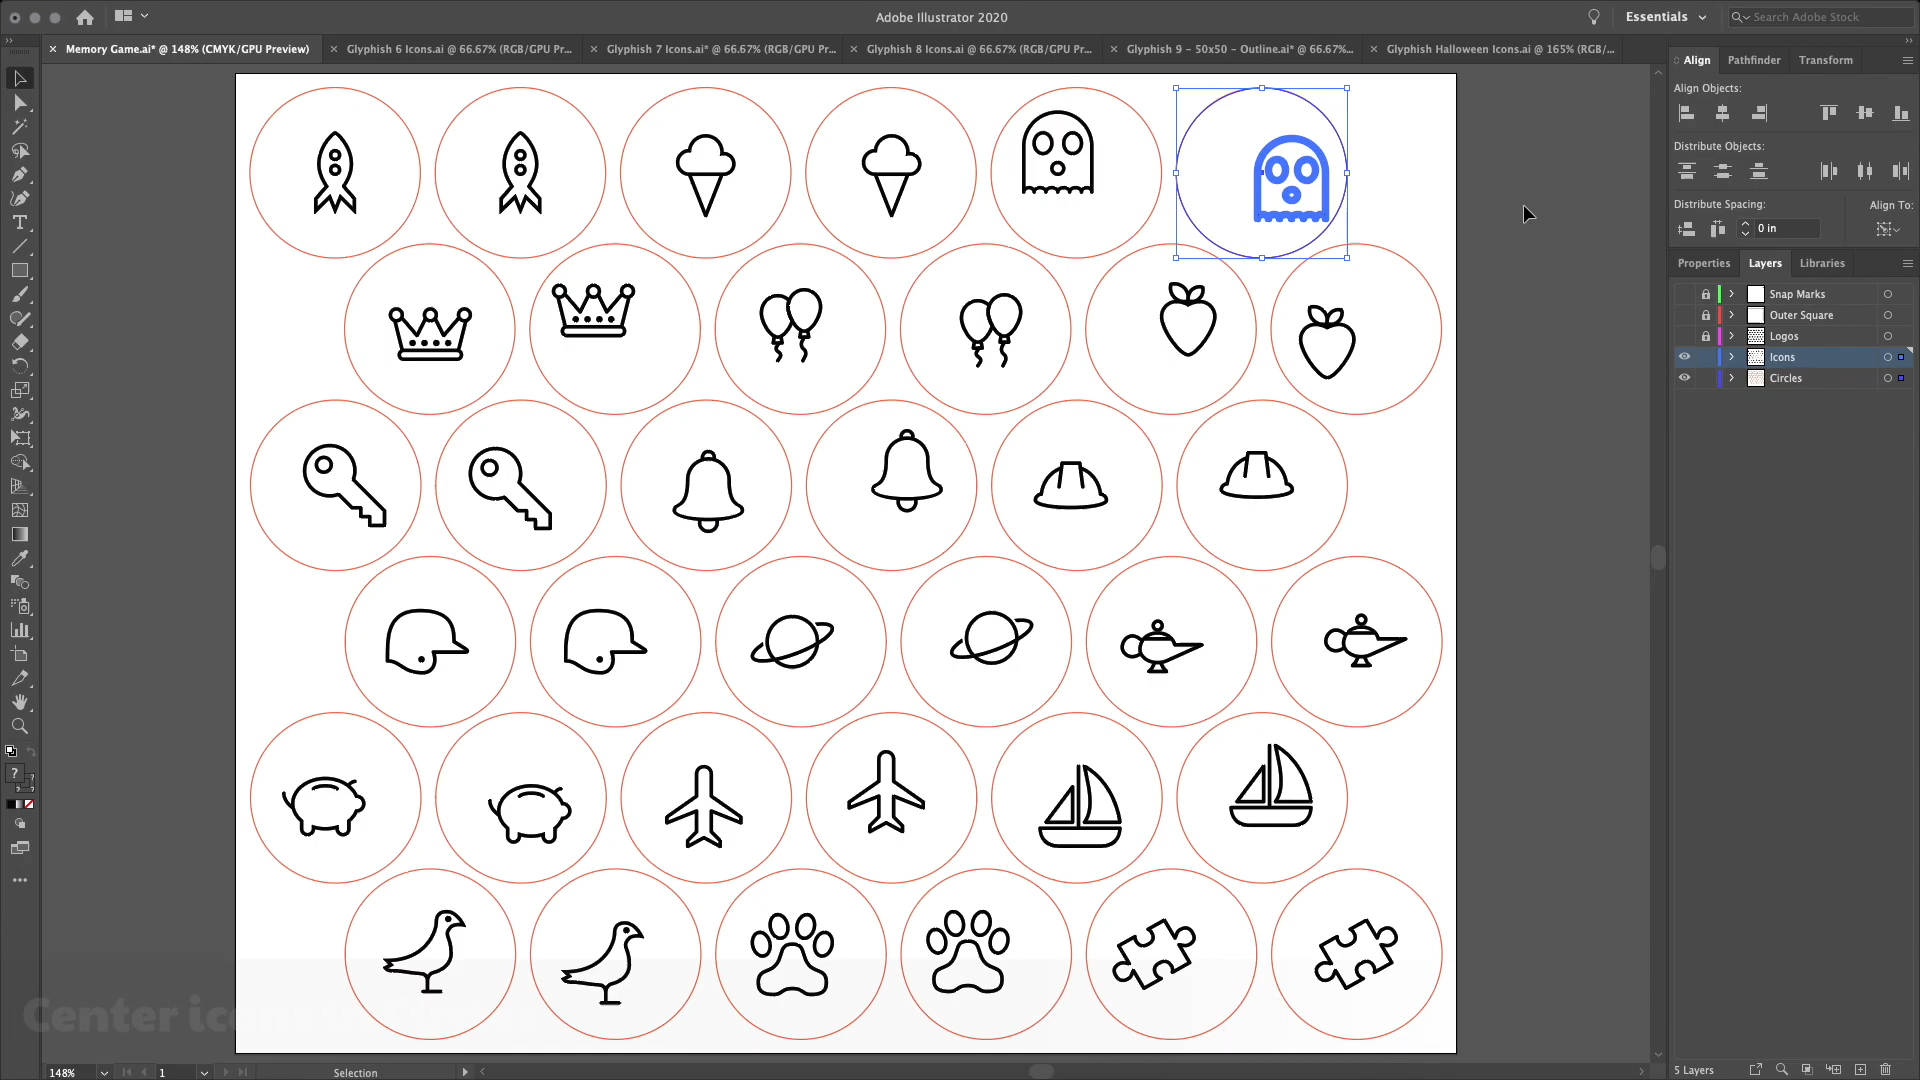 Adobe Illustrator 2020
Essentials
Search Adobe Stock
Memory Game.ai* @ 148% (CMYK/GPU Preview)
Glyphish 6 Icons.ai @ 66.67% (RGB/GPU Pr...
Glyphish 7 Icons.ai* @ 66.67% (RGB/GPU Pr...
Glyphish 8 Icons.ai @ 66.67% (RGB/GPU Pr...
Glyphish 9 – 50x50 – Outline.ai* @ 66.67%...
Glyphish Halloween Icons.ai @ 165% (RGB/...
Align
Pathfinder
Transform
Align Objects:
Distribute Objects:
Distribute Spacing:
Align To:
0 in
Properties
Layers
Libraries
Snap Marks
Outer Square
Logos
Icons
Circles
Center
148%
1
Selection
5 Layers